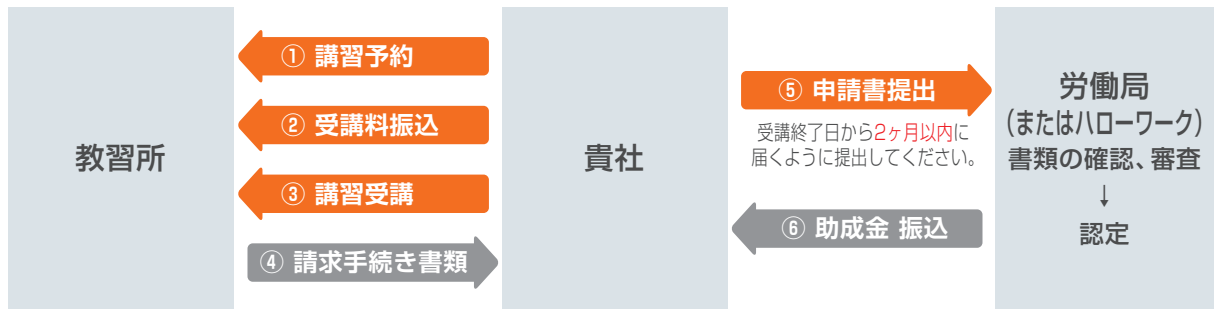 教習所
① 講習予約
② 受講料振込
③ 講習受講
④ 請求手続き書類
貴社
⑤ 申請書提出
受講終了日から2ヶ月以内に
届くように提出してください。
⑥ 助成金 振込
労働局
(またはハローワーク)
書類の確認、審査
↓
認定